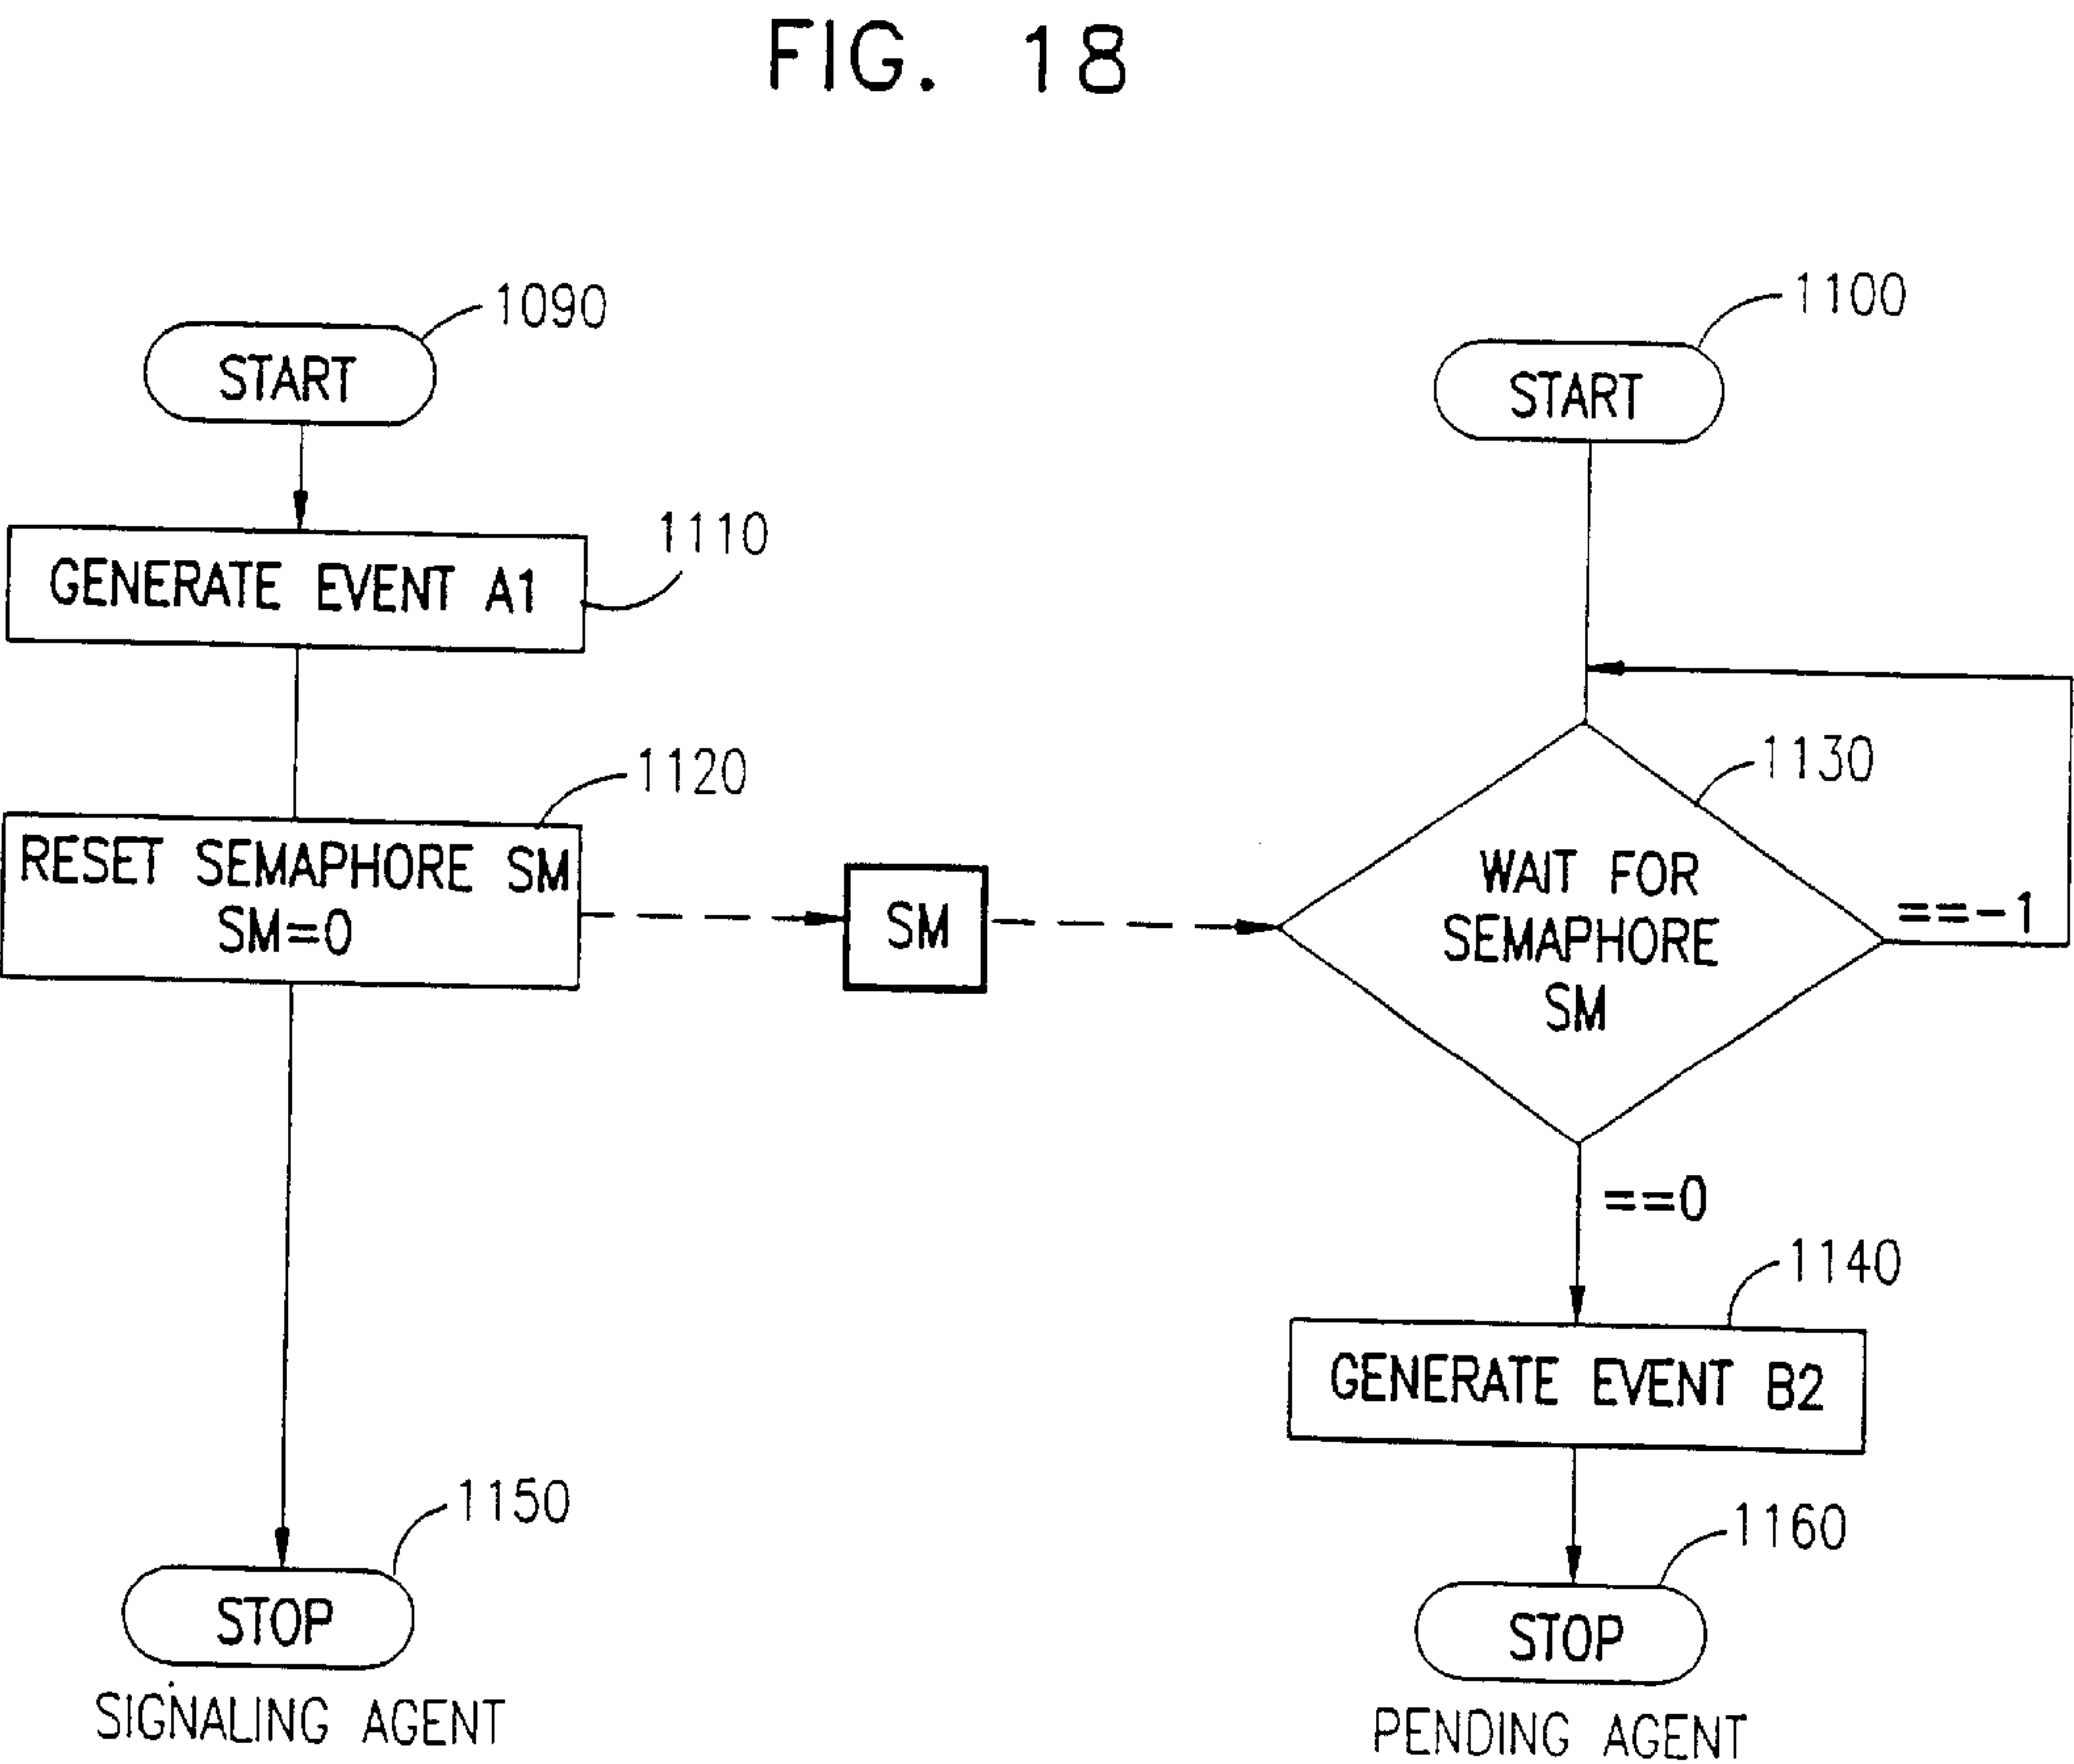 FIG. 18
1090
START
1110
GENERATE EVENT A1
1120
RESET SEMAPHORE SM
SM=0
1150
STOP
SIGNALING AGENT
SM
1100
START
1130
WAIT FOR
SEMAPHORE
SM
==-1
==0
1140
GENERATE EVENT B2
1160
STOP
PENDING AGENT